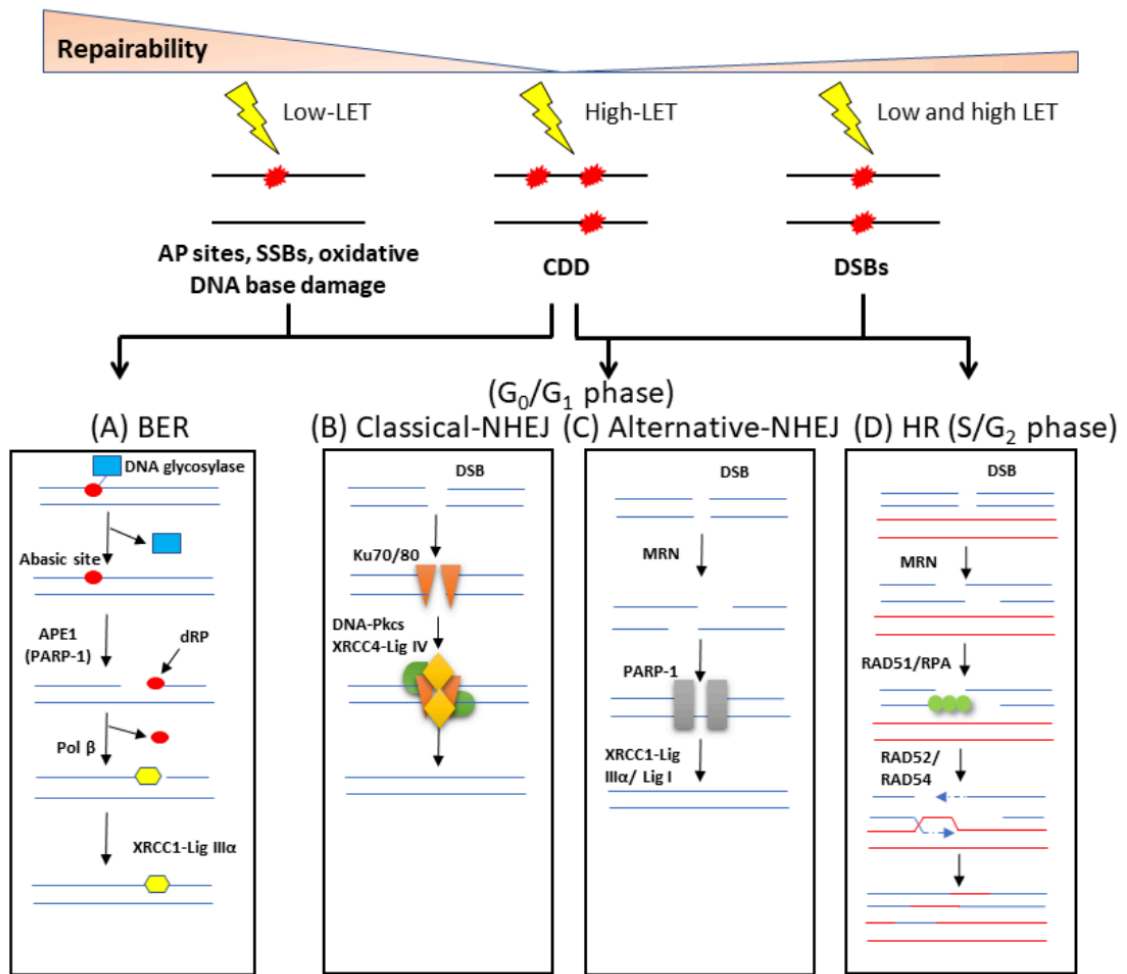 Repairability
Low-LET
High-LET
Low and high LET
AP sites, SSBs, oxidative
DNA base damage
CDD
DSBs
(G₀/G₁ phase)
(A) BER
(B) Classical-NHEJ
(C) Alternative-NHEJ
(D) HR (S/G₂ phase)
DNA glycosylase
Abasic site
APE1
(PARP-1)
dRP
Pol β
XRCC1-Lig IIIα
DSB
Ku70/80
DNA-Pkcs
XRCC4-Lig IV
DSB
MRN
PARP-1
XRCC1-Lig
IIIα/ Lig I
DSB
MRN
RAD51/RPA
RAD52/
RAD54